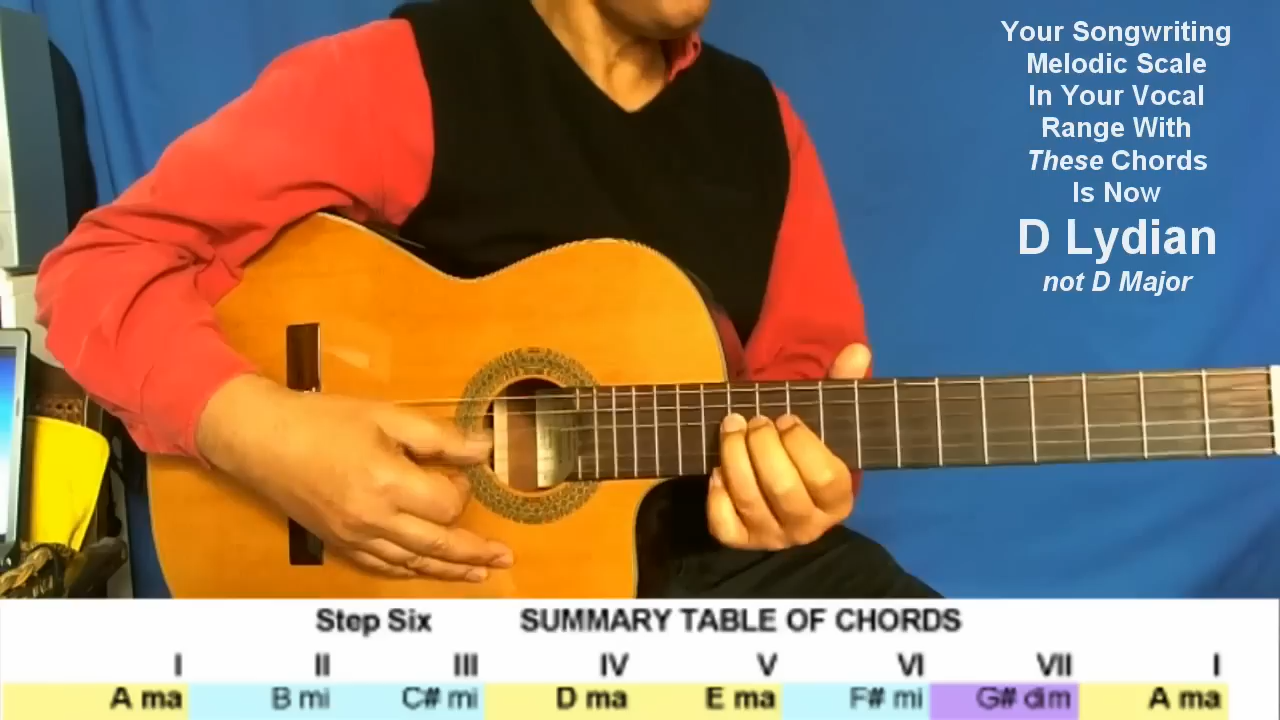 Your Songwriting
Melodic Scale
In Your Vocal
Range With
These Chords
Is Now
D Lydian
not D Major
Step Six SUMMARY TABLE OF CHORDS
I II III IV V VI VII I
A ma B mi C# mi D ma E ma F# mi G# dim A ma